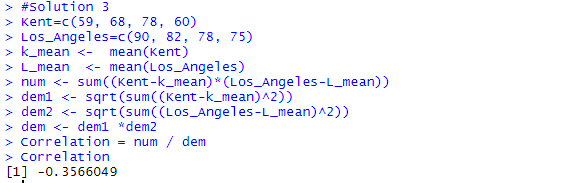 > #Solution 3
> Kent=c(59, 68, 78, 60)
> Los_Angeles=c(90, 82, 78, 75)
> k_mean <-  mean(Kent)
> L_mean  <- mean(Los_Angeles)
> num <- sum((Kent-k_mean)*(Los_Angeles-L_mean))
> dem1 <- sqrt(sum((Kent-k_mean)^2))
> dem2 <- sqrt(sum((Los_Angeles-L_mean)^2))
> dem <- dem1 *dem2
> Correlation = num / dem
> Correlation
[1] -0.3566049